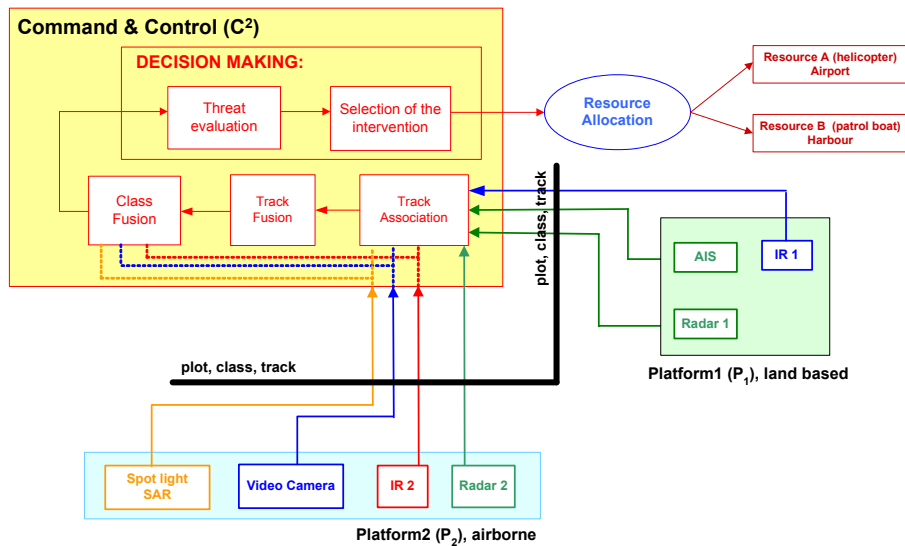 Command & Control (C²)
DECISION MAKING:
Threat
evaluation
Selection of the
intervention
Resource
Allocation
Resource A (helicopter)
Airport
Resource B (patrol boat)
Harbour
Class
Fusion
Track
Fusion
Track
Association
plot, class, track
AIS
IR 1
Radar 1
Platform1 (P₁), land based
plot, class, track
Spot light
SAR
Video Camera
IR 2
Radar 2
Platform2 (P₂), airborne